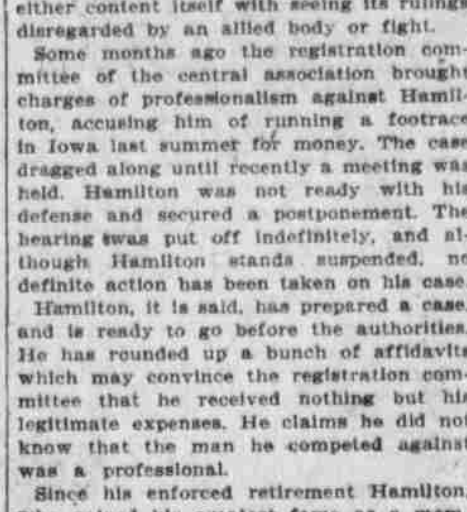 either content itself with seeing its rulings
disregarded by an allied body or fight.
Some months ago the registration com-
mittee of the central association brought
charges of professionalism against Hamil-
ton, accusing him of running a footrace
in Iowa last summer for money. The case
dragged along until recently a meeting was
held. Hamilton was not ready with his
defense and secured a postponement. The
hearing was put off indefinitely, and al-
though Hamilton stands suspended, no
definite action has been taken on his case.
Hamilton, it is said, has prepared a case
and is ready to go before the authorities.
He has rounded up a bunch of affidavits
which may convince the registration com-
mittee that he received nothing but his
legitimate expenses. He claims he did not
know that the man he competed against
was a professional.
Since his enforced retirement Hamilton,